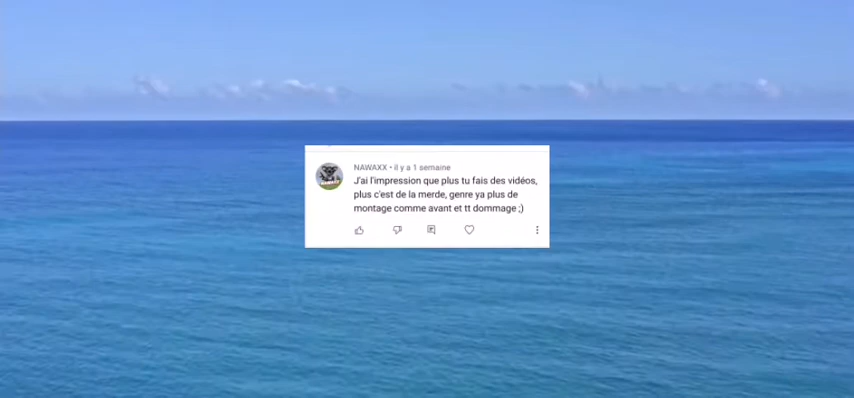 NAWAXX • il y a 1 semaine
J'ai l'impression que plus tu fais des vidéos,
plus c'est de la merde, genre ya plus de
montage comme avant et tt dommage ;)